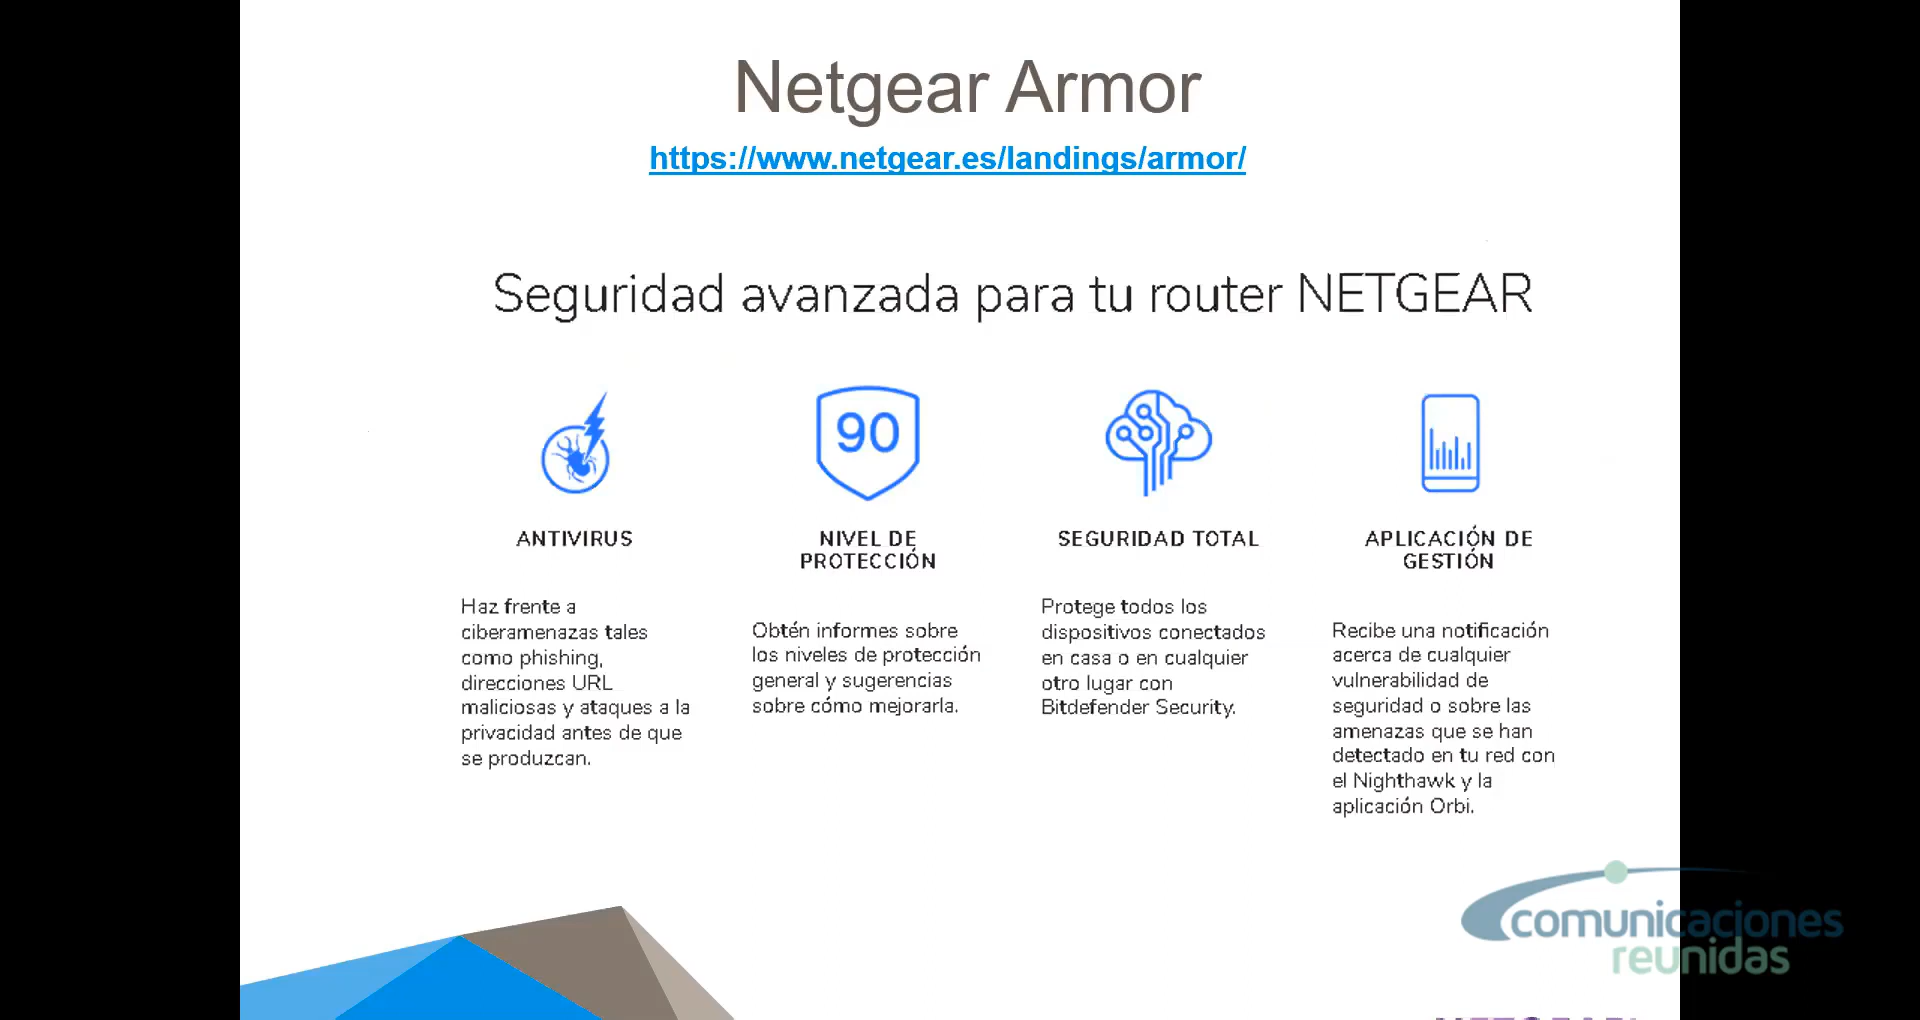 Netgear Armor
https://www.netgear.es/landings/armor/
Seguridad avanzada para tu router NETGEAR
90
ANTIVIRUS
Haz frente a
ciberamenazas tales
como phishing,
direcciones URL
maliciosas y ataques a la
privacidad antes de que
se produzcan.
NIVEL DE
PROTECCIÓN
Obtén informes sobre
los niveles de protección
general y sugerencias
sobre cómo mejorarla.
SEGURIDAD TOTAL
Protege todos los
dispositivos conectados
en casa o en cualquier
otro lugar con
Bitdefender Security.
APLICACIÓN DE
GESTIÓN
Recibe una notificación
acerca de cualquier
vulnerabilidad de
seguridad o sobre las
amenazas que se han
detectado en tu red con
el Nighthawk y la
aplicación Orbi.
comunicaciones
reunidas